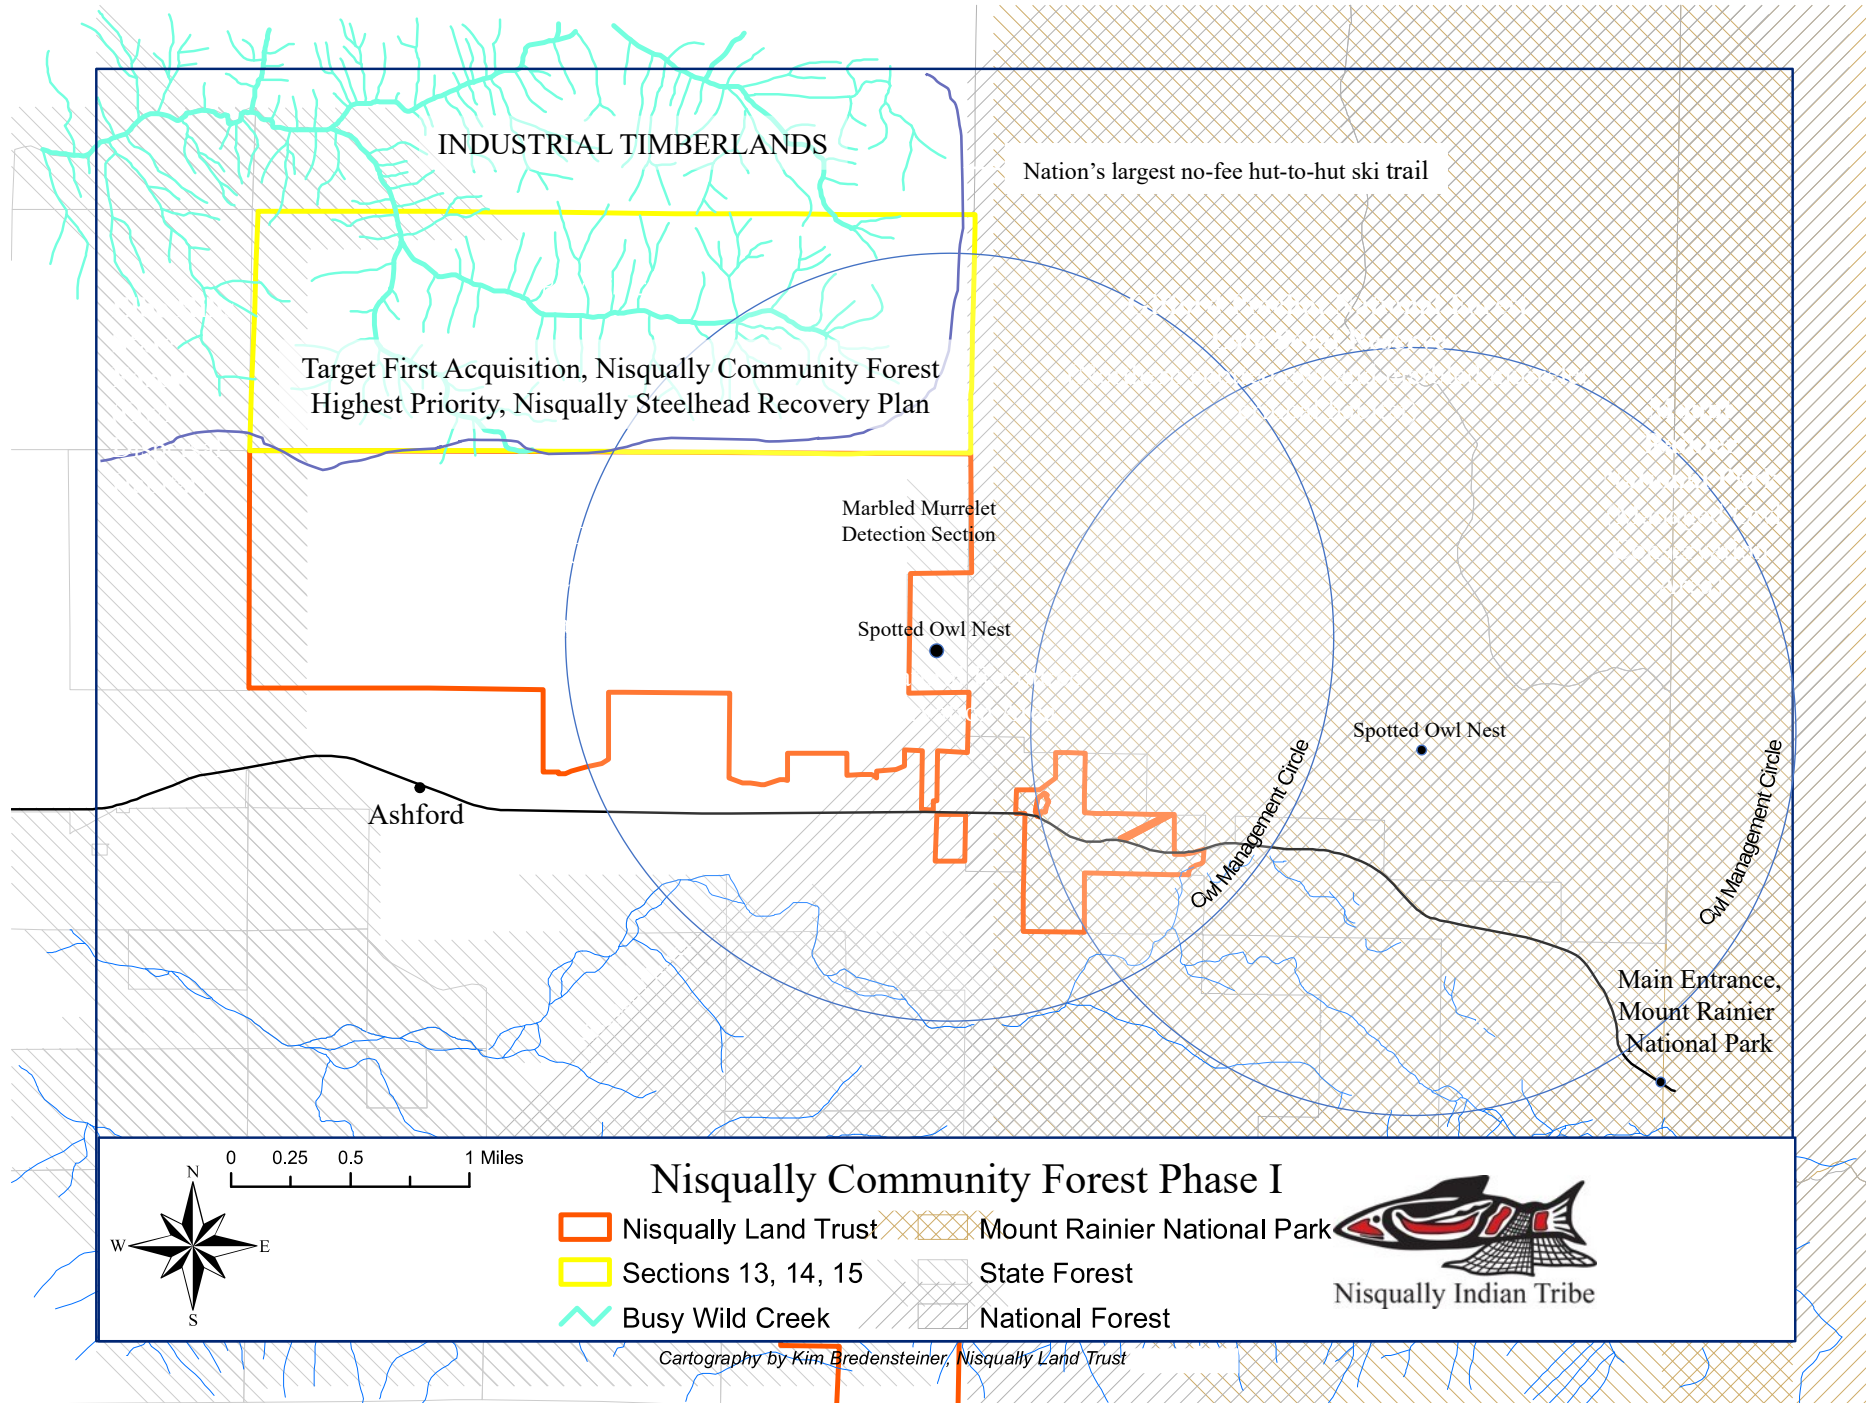 INDUSTRIAL TIMBERLANDS
Nation’s largest no-fee hut-to-hut ski trail
Target First Acquisition, Nisqually Community Forest
Highest Priority, Nisqually Steelhead Recovery Plan
Marbled Murrelet
Detection Section
Spotted Owl Nest
Spotted Owl Nest
Owl Management Circle
Owl Management Circle
Ashford
Main Entrance,
Mount Rainier
National Park
0 0.25 0.5 1 Miles
N
W E
S
Nisqually Community Forest Phase I
Nisqually Land Trust
Sections 13, 14, 15
Busy Wild Creek
Mount Rainier National Park
State Forest
National Forest
Nisqually Indian Tribe
Cartography by Kim Bredensteiner, Nisqually Land Trust